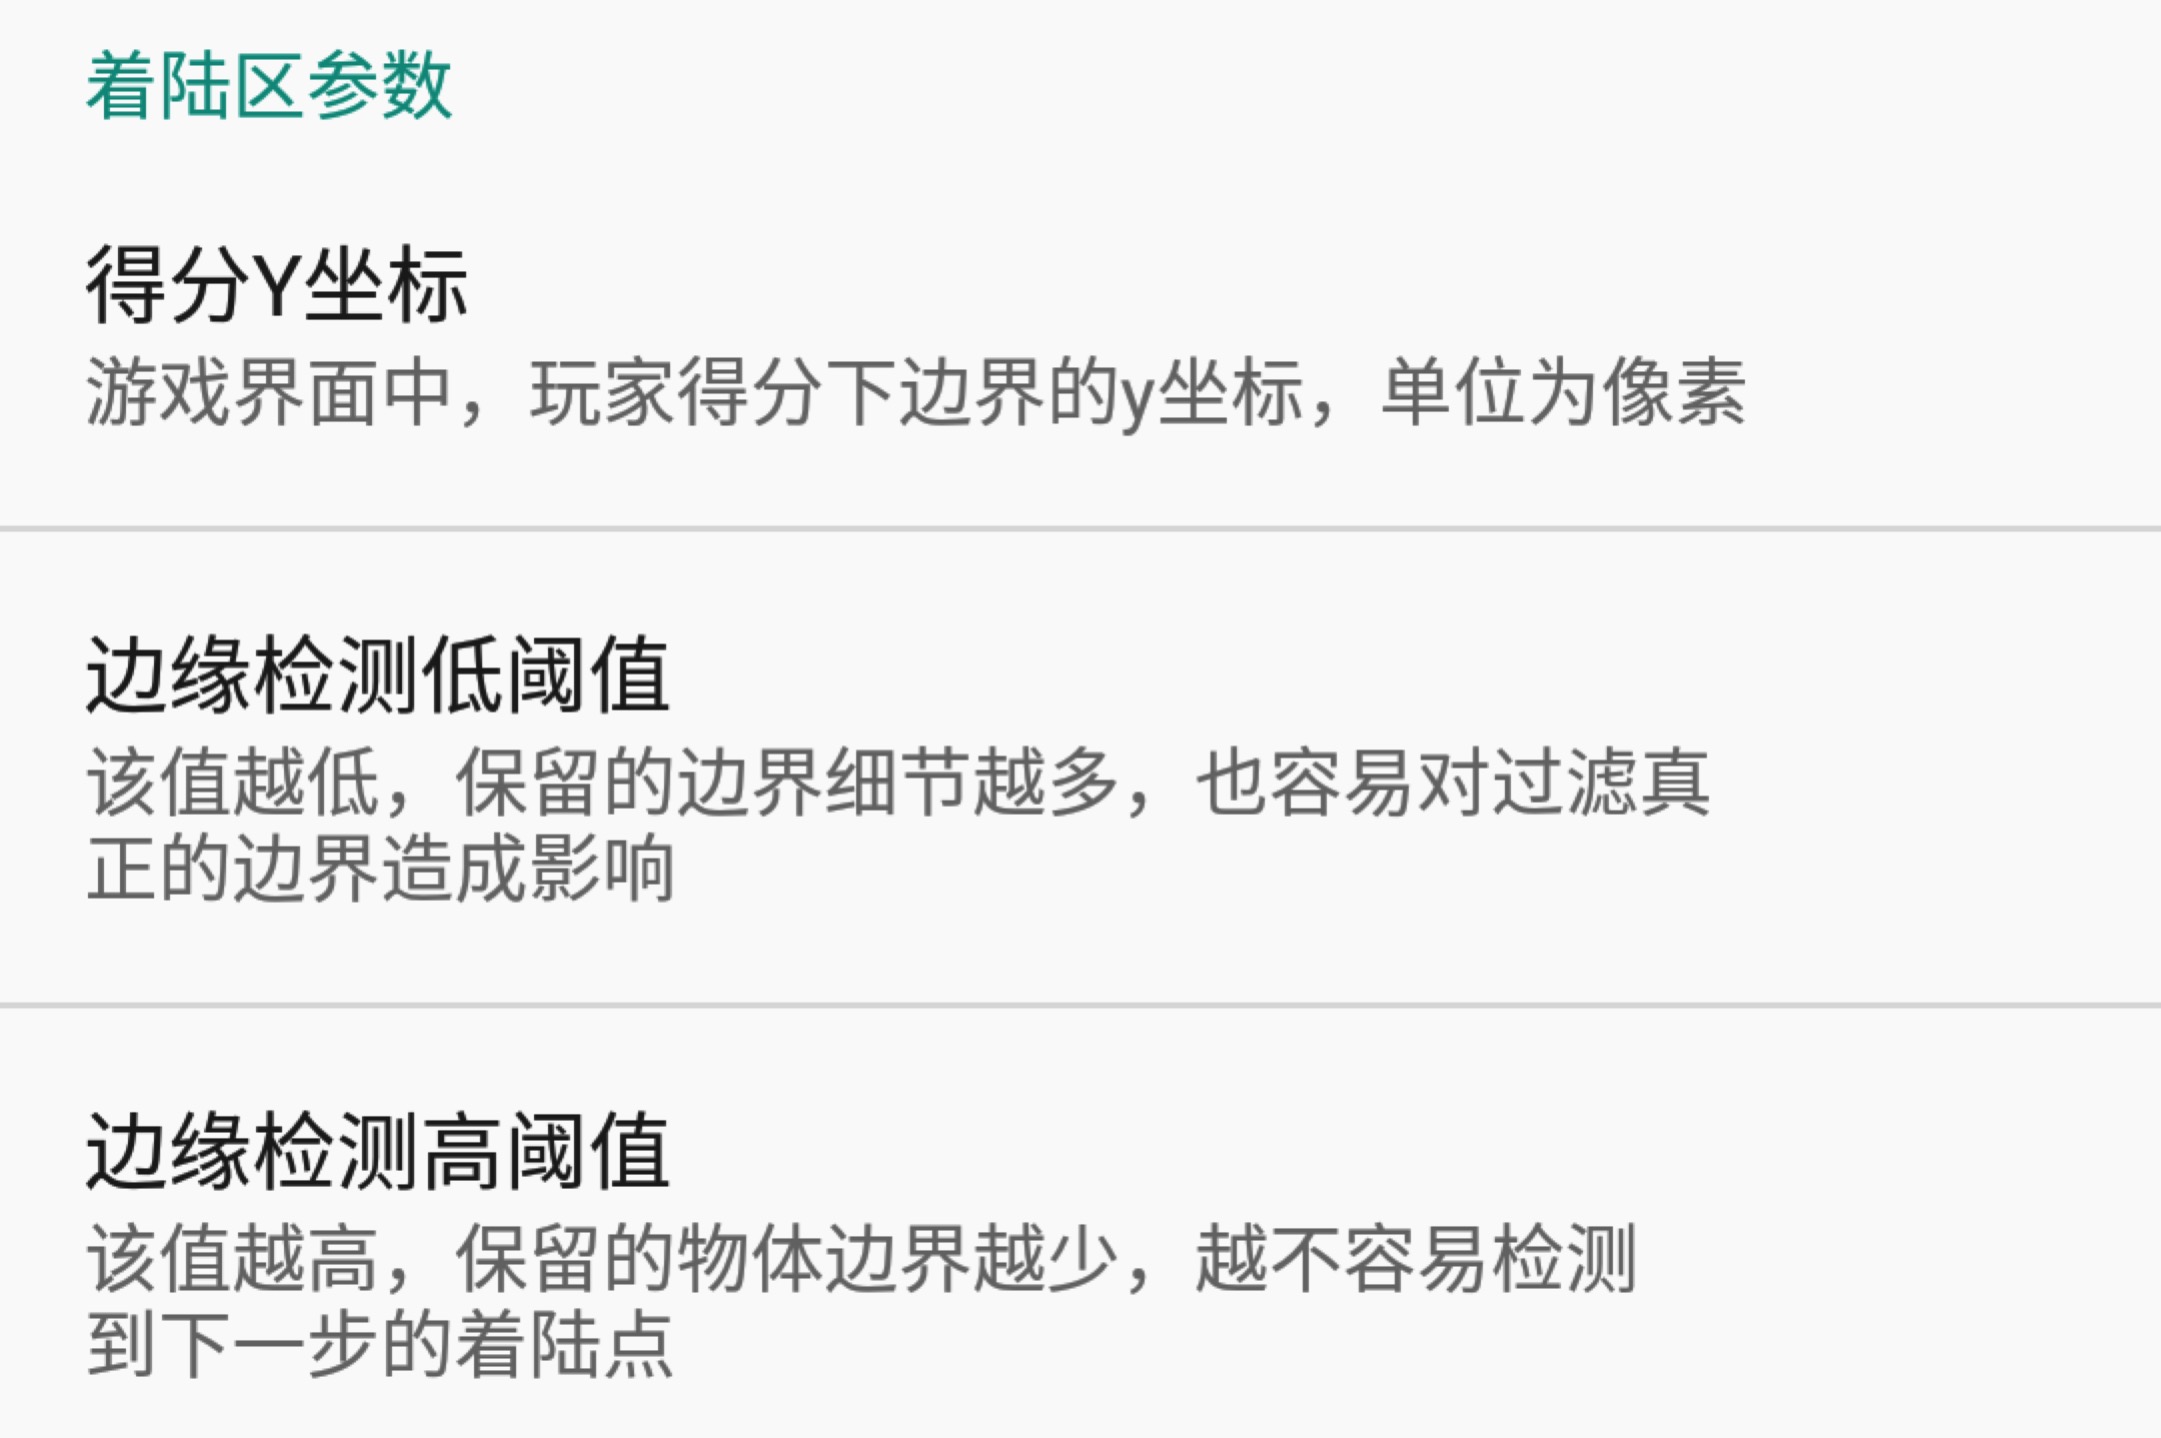 着陆区参数
得分Y坐标
游戏界面中，玩家得分下边界的y坐标，单位为像素
边缘检测低阈值
该值越低，保留的边界细节越多，也容易对过滤真
正的边界造成影响
边缘检测高阈值
该值越高，保留的物体边界越少，越不容易检测
到下一步的着陆点